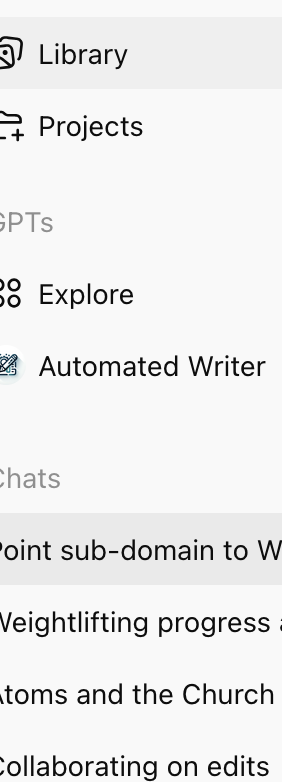 Library
Projects
GPTs
Explore
Automated Writer
Chats
Point sub-domain to W
Weightlifting progress
Atoms and the Church
Collaborating on edits